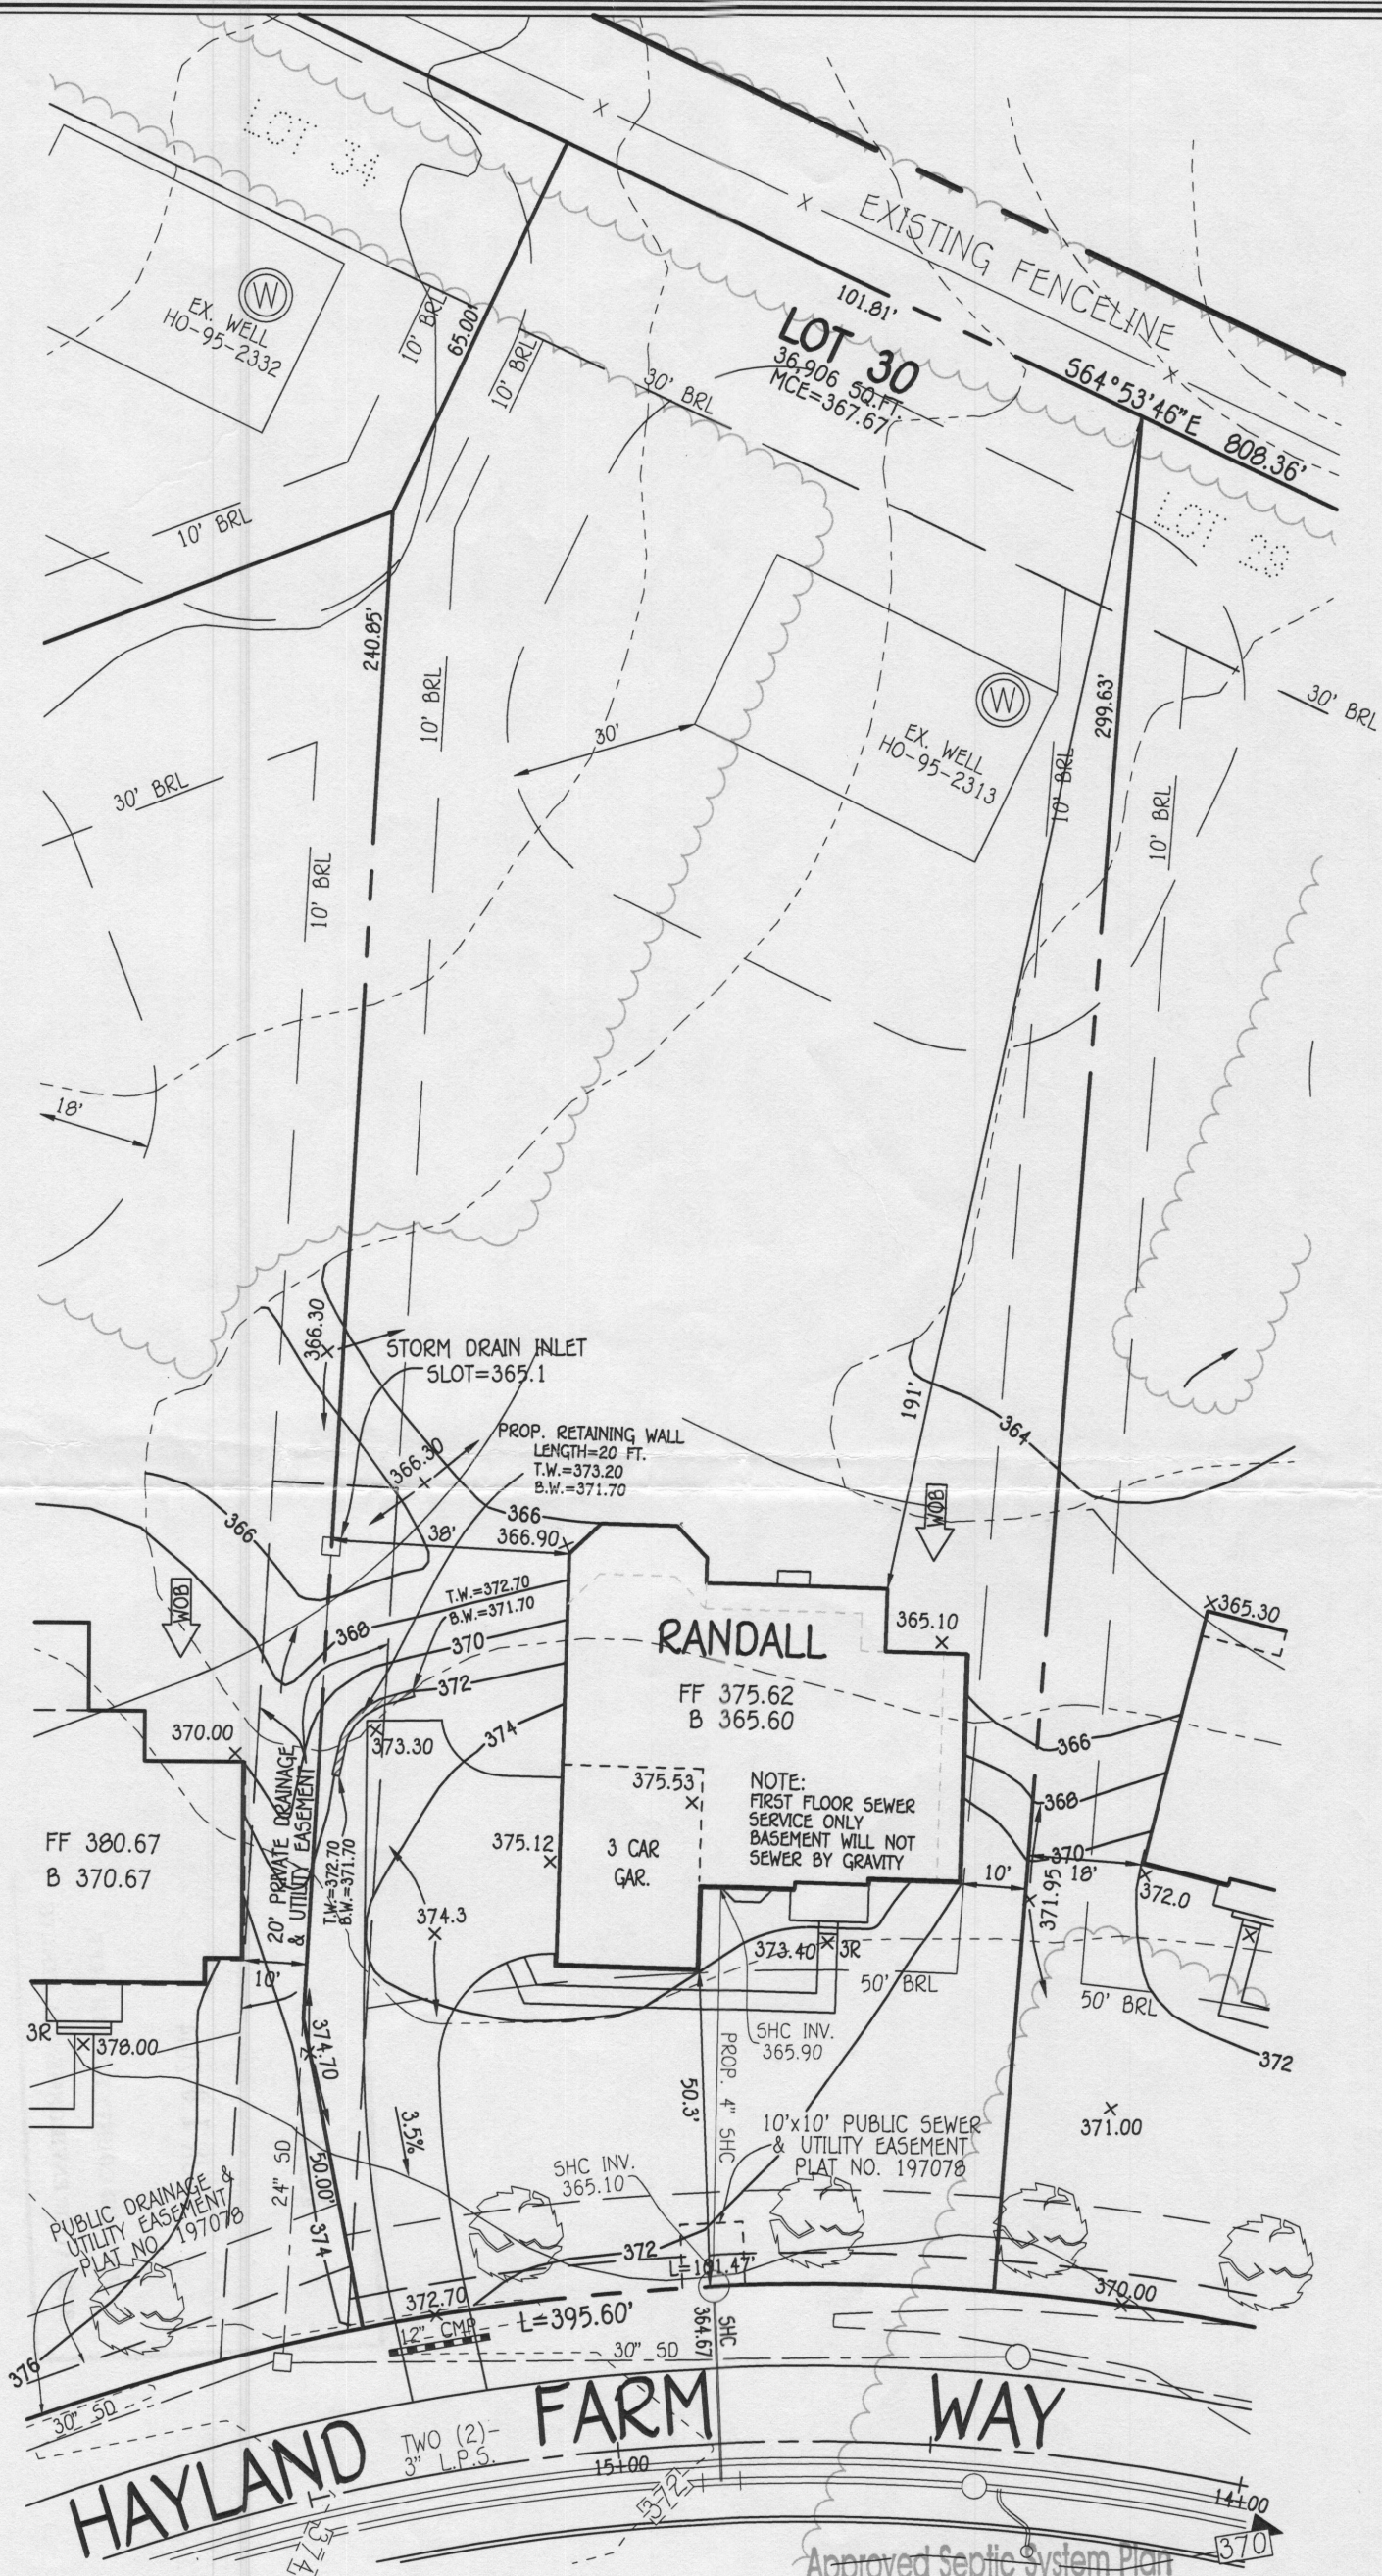 LOT 34
EX. WELL
HO-95-2332
10' BRL
65.00'
10' BRL
EXISTING FENCELINE
101.81'
LOT 30
36,906 SQ.FT.
MCE=367.67
30' BRL
S64°53'46"E 808.36'
LOT 29
10' BRL
240.85'
10' BRL
30'
W
W
EX. WELL
HO-95-2313
299.63'
10' BRL
30' BRL
30' BRL
10' BRL
10' BRL
18'
366.30
STORM DRAIN INLET
SLOT=365.1
191'
364
PROP. RETAINING WALL
LENGTH=20 FT.
T.W.=373.20
B.W.=371.70
366.30
366
366
38'
366.90
WOB
WOB
T.W.=372.70
B.W.=371.70
368
370
372
374
RANDALL
FF 375.62
B 365.60
365.10
365.30
370.00
373.30
375.53
375.12
3 CAR
GAR.
NOTE:
FIRST FLOOR SEWER
SERVICE ONLY
BASEMENT WILL NOT
SEWER BY GRAVITY
366
368
370
10'
18'
371.95
372.0
FF 380.67
B 370.67
20' PRIVATE DRAINAGE
& UTILITY EASEMENT
T.W.=372.70
B.W.=371.70
374.3
373.40
3R
50' BRL
50' BRL
10'
3R
378.00
374.70
SHC INV.
365.90
PROP. 4" SHC
50.3'
372
371.00
3.5%
10'x10' PUBLIC SEWER
& UTILITY EASEMENT
PLAT NO. 197078
SHC INV.
365.10
24" SD
50.00'
374
PUBLIC DRAINAGE &
UTILITY EASEMENT
PLAT NO. 197078
372
L=101.47'
372.70
L=395.60'
12" CMP
370.00
SHC
364.67
30" SD
376
30" SD
HAYLAND FARM WAY
TWO (2)-
3" L.P.S.
15+00
14+00
372
374
370
Approved Septic System Plan